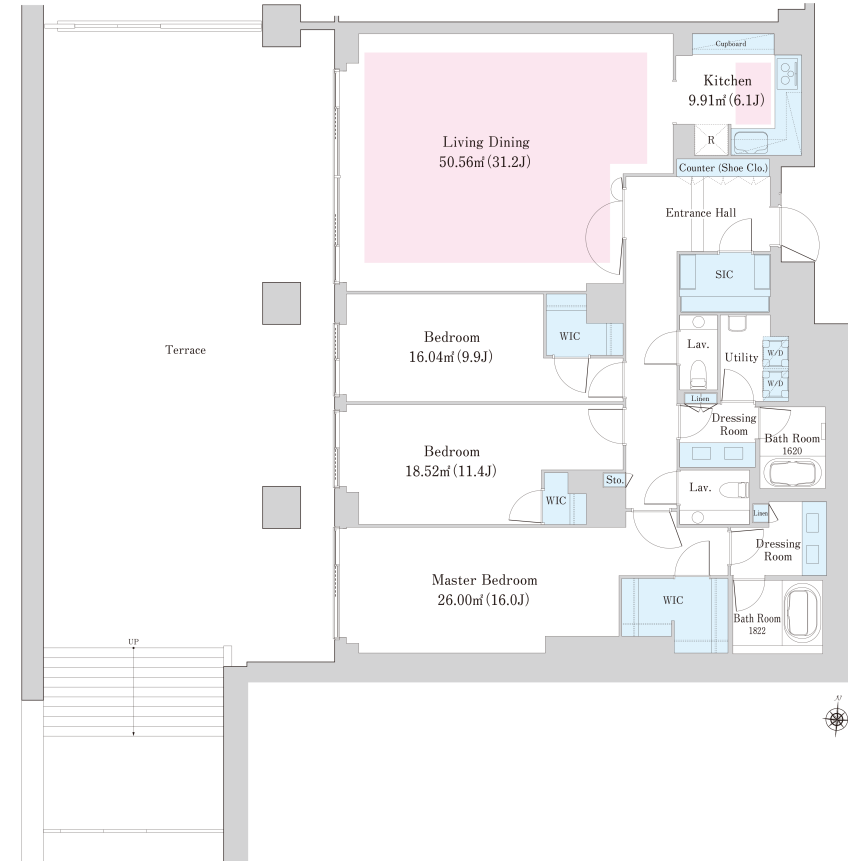 Cupboard
Kitchen
9.91㎡(6.1J)
R
Living Dining
50.56㎡(31.2J)
Counter (Shoe Clo.)
Entrance Hall
SIC
Terrace
Bedroom
16.04㎡(9.9J)
WIC
Lav.
Utility
W/D
W/D
Linen
Dressing
Room
Bath Room
1620
Bedroom
18.52㎡(11.4J)
WIC
Sto.
Lav.
Linen
Dressing
Room
Master Bedroom
26.00㎡(16.0J)
WIC
Bath Room
1822
UP
N